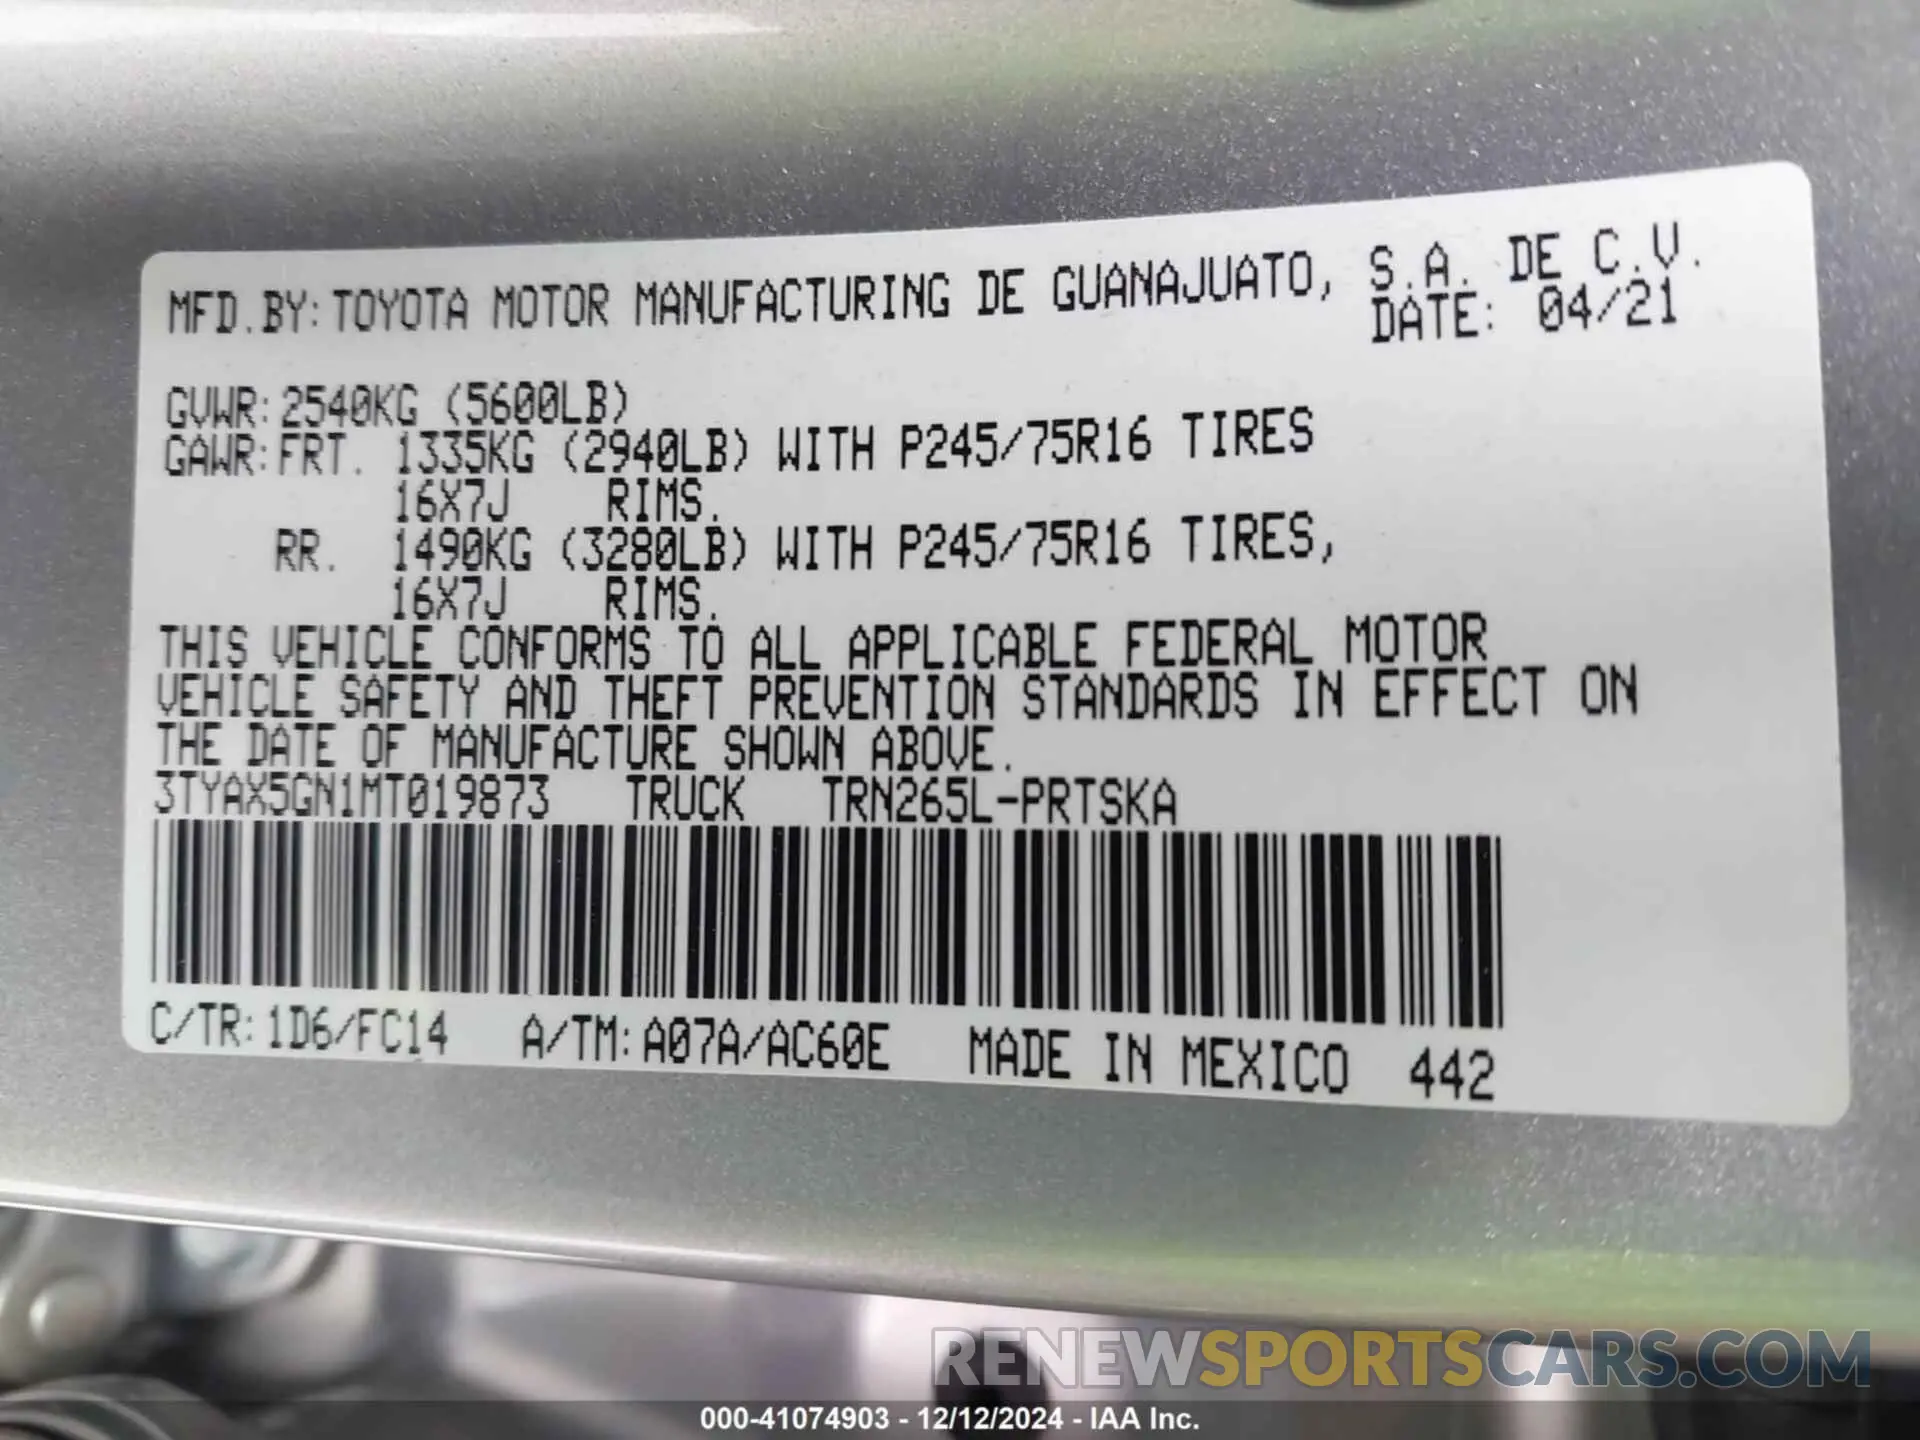 MFD.BY: TOYOTA MOTOR MANUFACTURING DE GUANAJUATO, S.A. DE C.V.
DATE: 04/21
GVWR: 2540KG (5600LB)
GAWR: FRT. 1335KG (2940LB) WITH P245/75R16 TIRES
16X7J RIMS.
RR. 1490KG (3280LB) WITH P245/75R16 TIRES,
16X7J RIMS.
THIS VEHICLE CONFORMS TO ALL APPLICABLE FEDERAL MOTOR
VEHICLE SAFETY AND THEFT PREVENTION STANDARDS IN EFFECT ON
THE DATE OF MANUFACTURE SHOWN ABOVE.
3TYAX5GN1MT019873 TRUCK TRN265L-PRTSKA
C/TR: 1D6/FC14 A/TM: A07A/AC60E MADE IN MEXICO 442
RENEWSPORTSCARS.COM
000-41074903 - 12/12/2024 - IAA Inc.